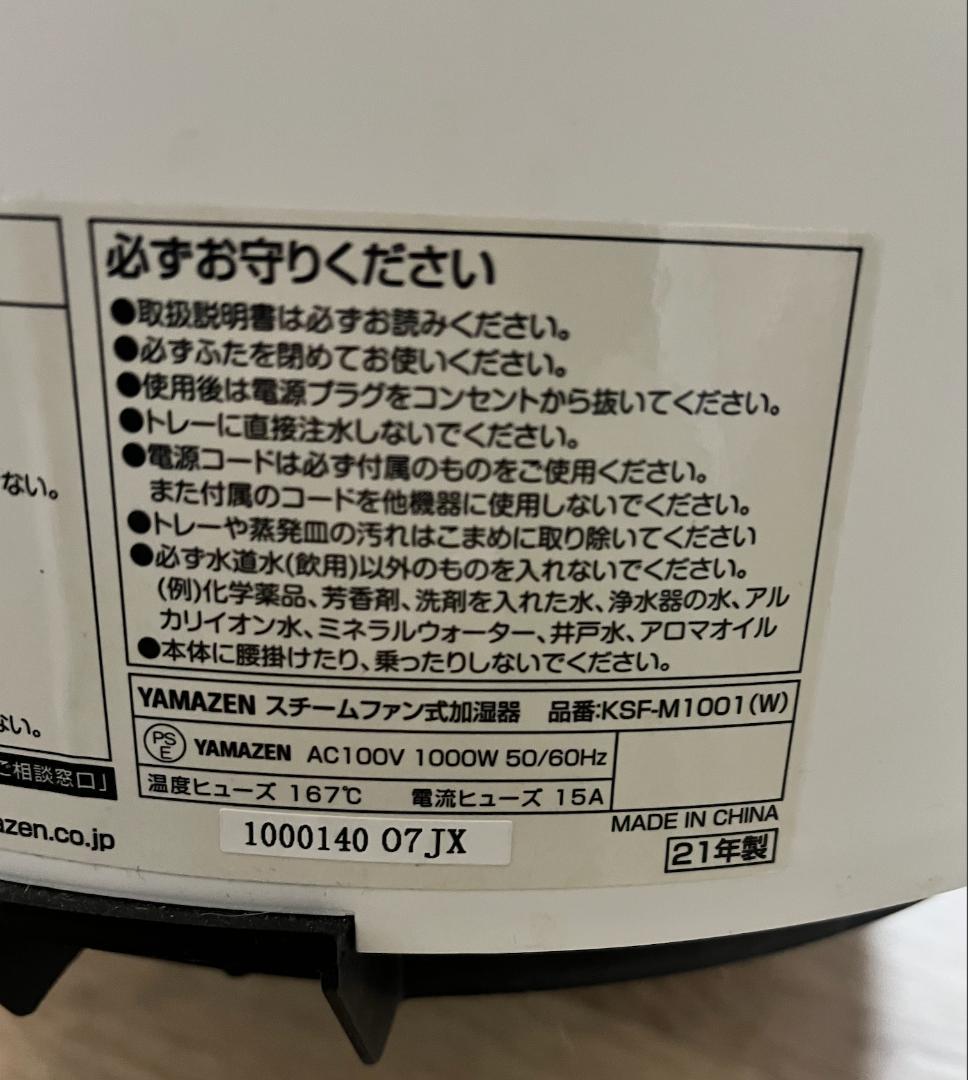 必ずお守りください
●取扱説明書は必ずお読みください。
●必ずふたを閉めてお使いください。
●使用後は電源プラグをコンセントから抜いてください。
●トレーに直接注水しないでください。
●電源コードは必ず付属のものをご使用ください。
また付属のコードを他機器に使用しないでください。
●トレーや蒸発皿の汚れはこまめに取り除いてください
●必ず水道水(飲用)以外のものを入れないでください。
(例)化学薬品、芳香剤、洗剤を入れた水、浄水器の水、アル
カリイオン水、ミネラルウォーター、井戸水、アロマオイル
●本体に腰掛けたり、乗ったりしないでください。
YAMAZEN スチームファン式加湿器 品番:KSF-M1001(W)
PS E YAMAZEN AC100V 1000W 50/60Hz
温度ヒューズ 167℃ 電流ヒューズ 15A
MADE IN CHINA
1000140 07JX
21年製
ない。
ない。
ご相談窓口」
azen.co.jp